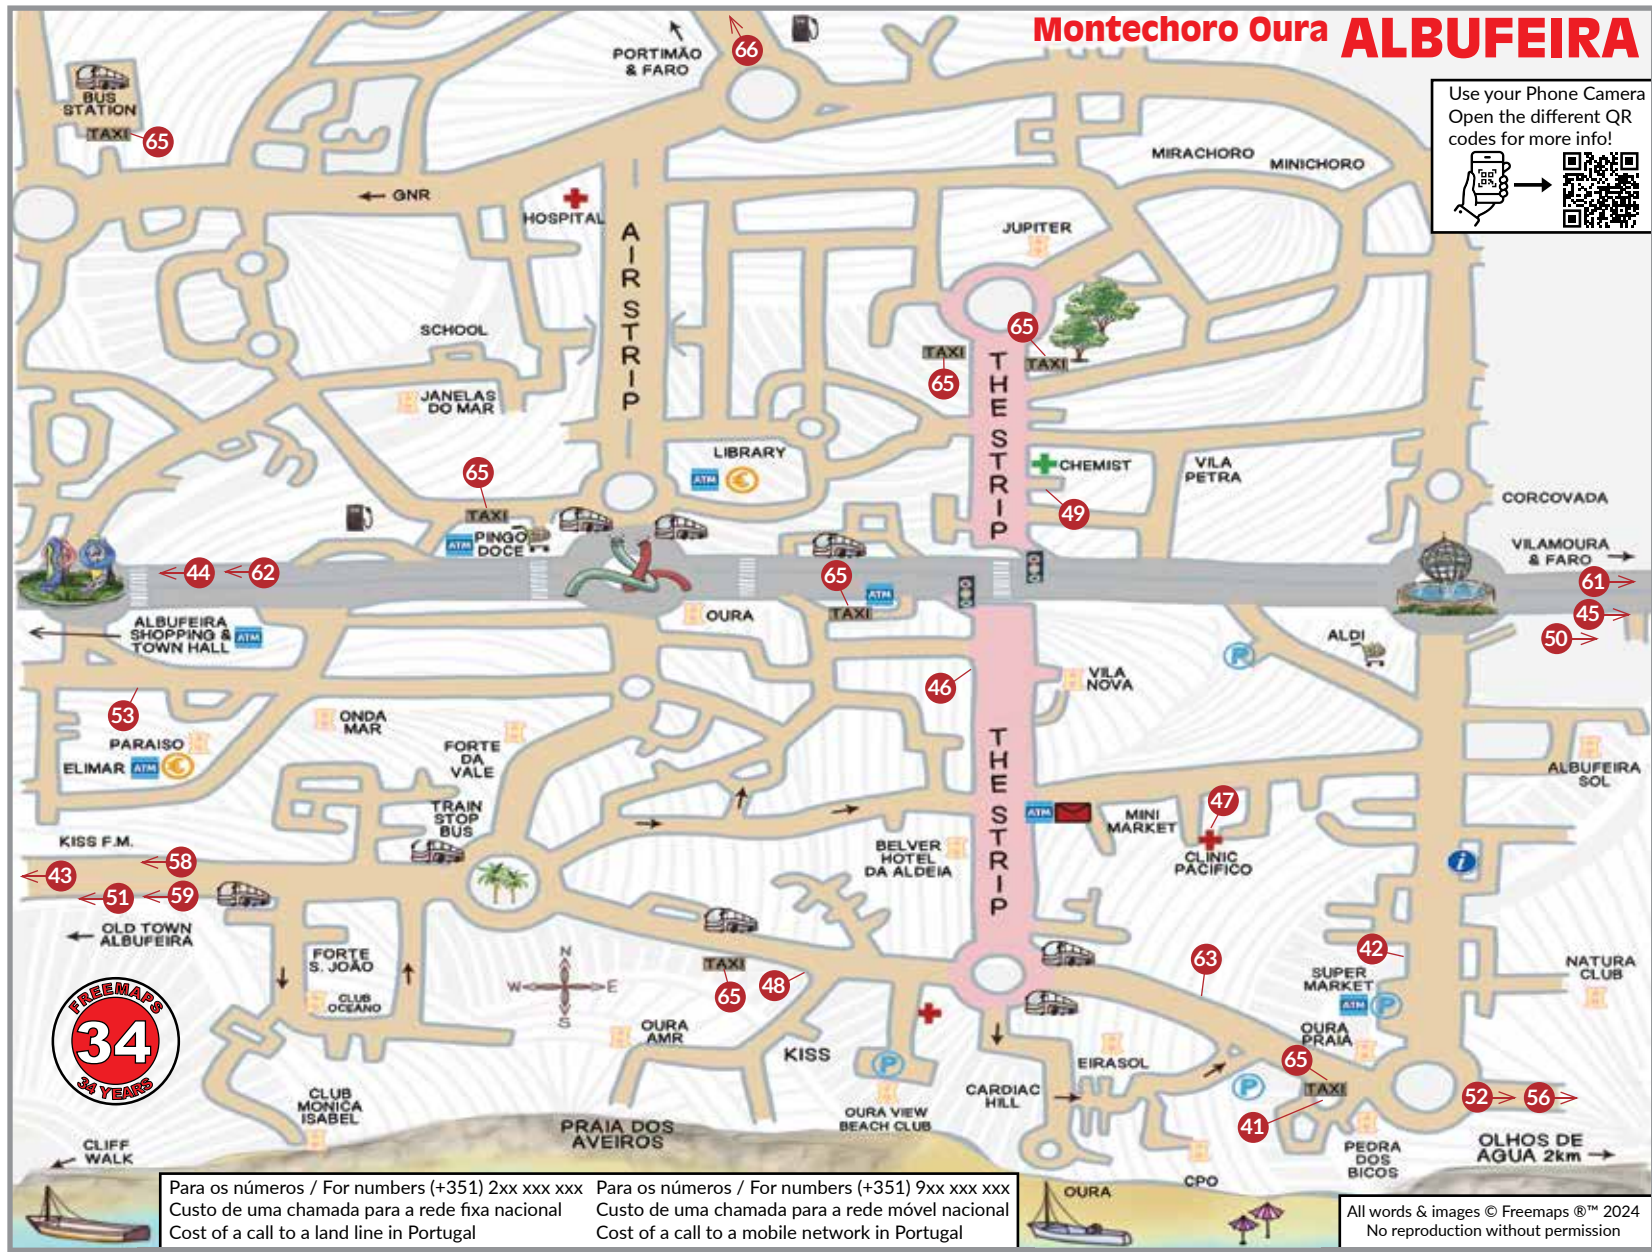 Montechoro Oura ALBUFEIRA
Use your Phone Camera
Open the different QR
codes for more info!
PORTIMÃO
& FARO
66
BUS
STATION
TAXI
65
GNR
HOSPITAL
MIRACHORO
MINICHORO
JUPITER
AIR STRIP
SCHOOL
JANELAS
DO MAR
65
TAXI
TAXI
65
THE STRIP
LIBRARY
ATM
CHEMIST
VILA
PETRA
49
CORCOVADA
65
TAXI
PINGO
DOCE
ATM
VILAMOURA
& FARO
44
62
65
ATM
TAXI
61
45
50
ALBUFEIRA
SHOPPING &
TOWN HALL
ATM
OURA
ALDI
P
46
VILA
NOVA
53
ONDA
MAR
PARAISO
ELIMAR
ATM
FORTE
DA
VALE
THE STRIP
ALBUFEIRA
SOL
TRAIN
STOP
BUS
ATM
MINI
MARKET
47
CLINIC
PACIFICO
KISS F.M.
58
43
51
59
BELVER
HOTEL
DA ALDEIA
i
OLD TOWN
ALBUFEIRA
FORTE
S. JOÃO
CLUB
OCEANO
N
W
E
S
TAXI
65
48
63
42
SUPER
MARKET
ATM
P
NATURA
CLUB
FREEMAPS
34
34 YEARS
OURA
AMR
KISS
P
OURA VIEW
BEACH CLUB
CARDIAC
HILL
EIRASOL
OURA
PRAIA
65
TAXI
P
41
52
56
CLUB
MONICA
ISABEL
PRAIA DOS
AVEIROS
PEDRA
DOS
BICOS
OLHOS DE
AGUA 2km
CLIFF
WALK
CPO
OURA
Para os números / For numbers (+351) 2xx xxx xxx
Custo de uma chamada para a rede fixa nacional
Cost of a call to a land line in Portugal
Para os números / For numbers (+351) 9xx xxx xxx
Custo de uma chamada para a rede móvel nacional
Cost of a call to a mobile network in Portugal
All words & images © Freemaps ®™ 2024
No reproduction without permission